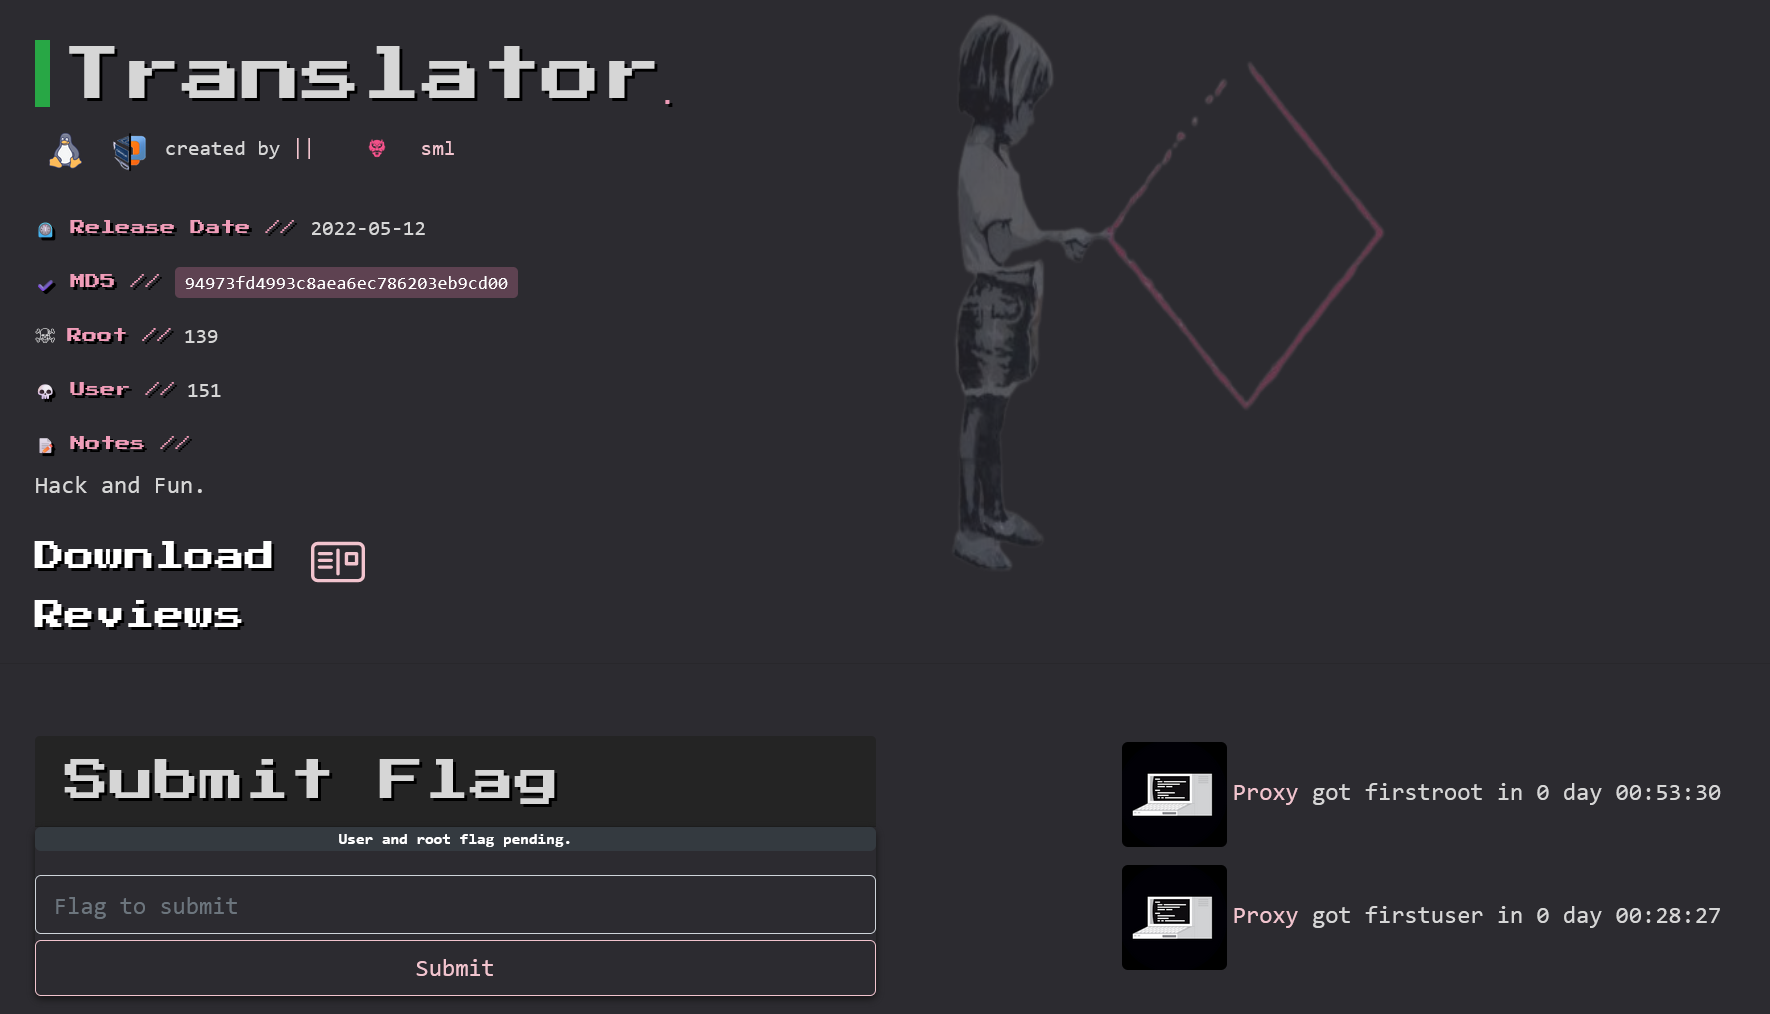 Translator.
created by || sml
Release Date // 2022-05-12
MD5 // 94973fd4993c8aea6ec786203eb9cd00
Root // 139
User // 151
Notes //
Hack and Fun.
Download
Reviews
Submit Flag
User and root flag pending.
Flag to submit
Submit
Proxy got firstroot in 0 day 00:53:30
Proxy got firstuser in 0 day 00:28:27